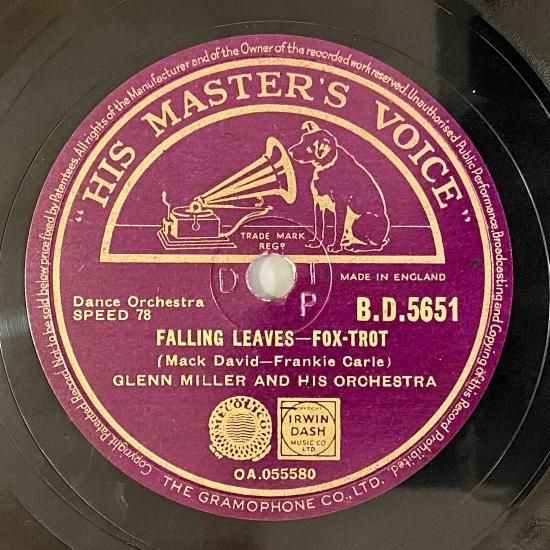 Copyright Patented Record. Not to be sold below price fixed by Patentees. All rights of the Manufacturer and of the Owner of the recorded work reserved. Unauthorised Public Performance, Broadcasting and Copying of this Record Prohibited.
"HIS MASTER'S VOICE"
TRADE MARK
REGD
D T
P
MADE IN ENGLAND
Dance Orchestra
SPEED 78
B.D.5651
FALLING LEAVES—FOX-TROT
(Mack David—Frankie Carle)
GLENN MILLER AND HIS ORCHESTRA
MECOLICO
COPYRIGHT
IRWIN
DASH
MUSIC CO
LTD
OA.055580
THE GRAMOPHONE CO., LTD.